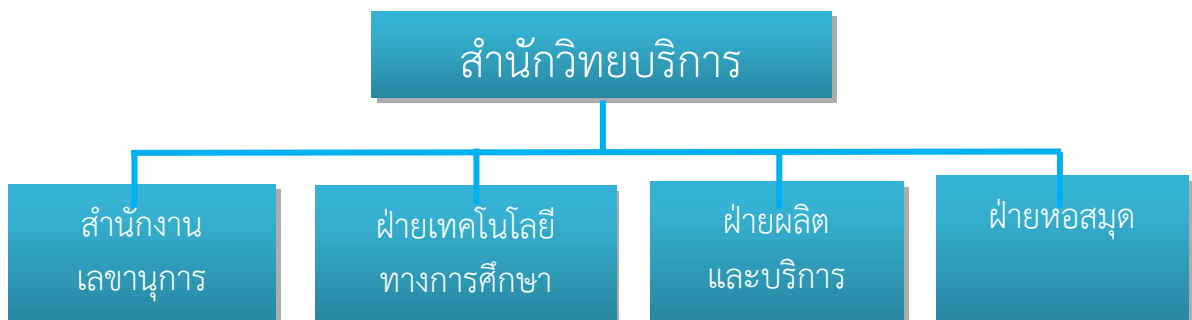 สำนักวิทยบริการ
สำนักงาน
เลขานุการ
ฝ่ายเทคโนโลยี
ทางการศึกษา
ฝ่ายผลิต
และบริการ
ฝ่ายหอสมุด